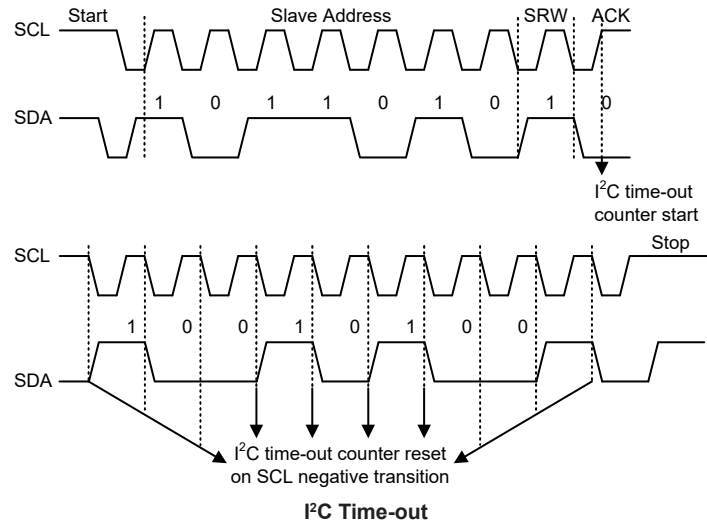 Start Slave Address SRW ACK
SCL
1 0 1 1 0 1 0 1 0
SDA
I²C time-out
counter start
Stop
SCL
1 0 0 1 0 1 0 0
SDA
I²C time-out counter reset
on SCL negative transition
I²C Time-out